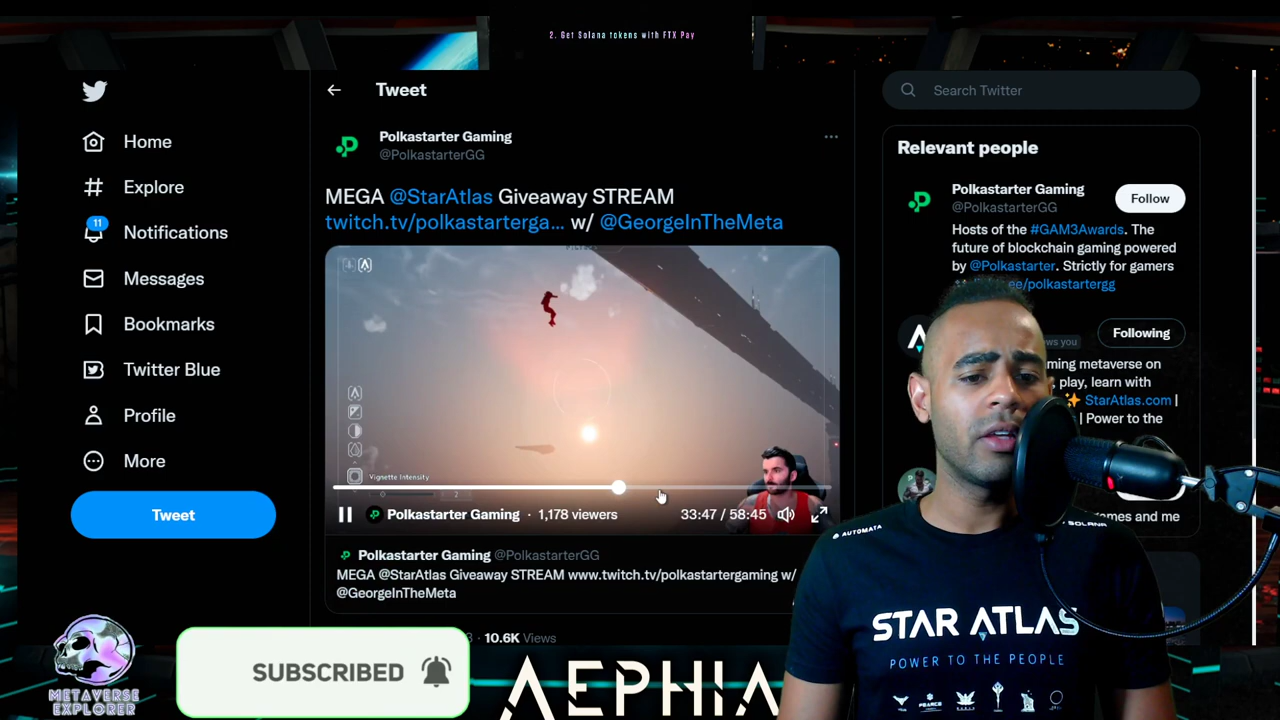 2. Get Solana tokens with FTX Pay
Home
Explore
11
Notifications
Messages
Bookmarks
Twitter Blue
Profile
More
Tweet
Tweet
Polkastarter Gaming
@PolkastarterGG
MEGA @StarAtlas Giveaway STREAM
twitch.tv/polkastarterga... w/ @GeorgeInTheMeta
Vignette Intensity
Polkastarter Gaming · 1,178 viewers
33:47 / 58:45
Polkastarter Gaming @PolkastarterGG
MEGA @StarAtlas Giveaway STREAM www.twitch.tv/polkastartergaming w/
@GeorgeInTheMeta
10.6K Views
Search Twitter
Relevant people
Polkastarter Gaming
@PolkastarterGG
Follow
Hosts of the #GAM3Awards. The
future of blockchain gaming powered
by @Polkastarter. Strictly for gamers
ee/polkastartergg
Following
ows you
ming metaverse on
play, learn with
StarAtlas.com |
| Power to the
ames and me
AUTOMATA
SOLANA
STAR ATLAS
POWER TO THE PEOPLE
METAVERSE
EXPLORER
SUBSCRIBED
AEPHIA